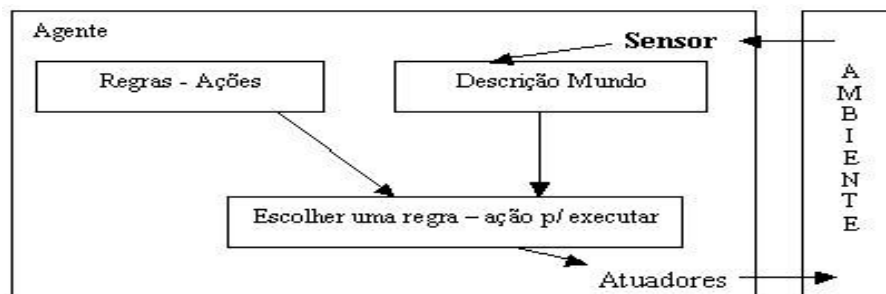 Agente
Sensor
Regras - Ações
Descrição Mundo
Escolher uma regra – ação p/ executar
Atuadores
A
M
B
I
E
N
T
E